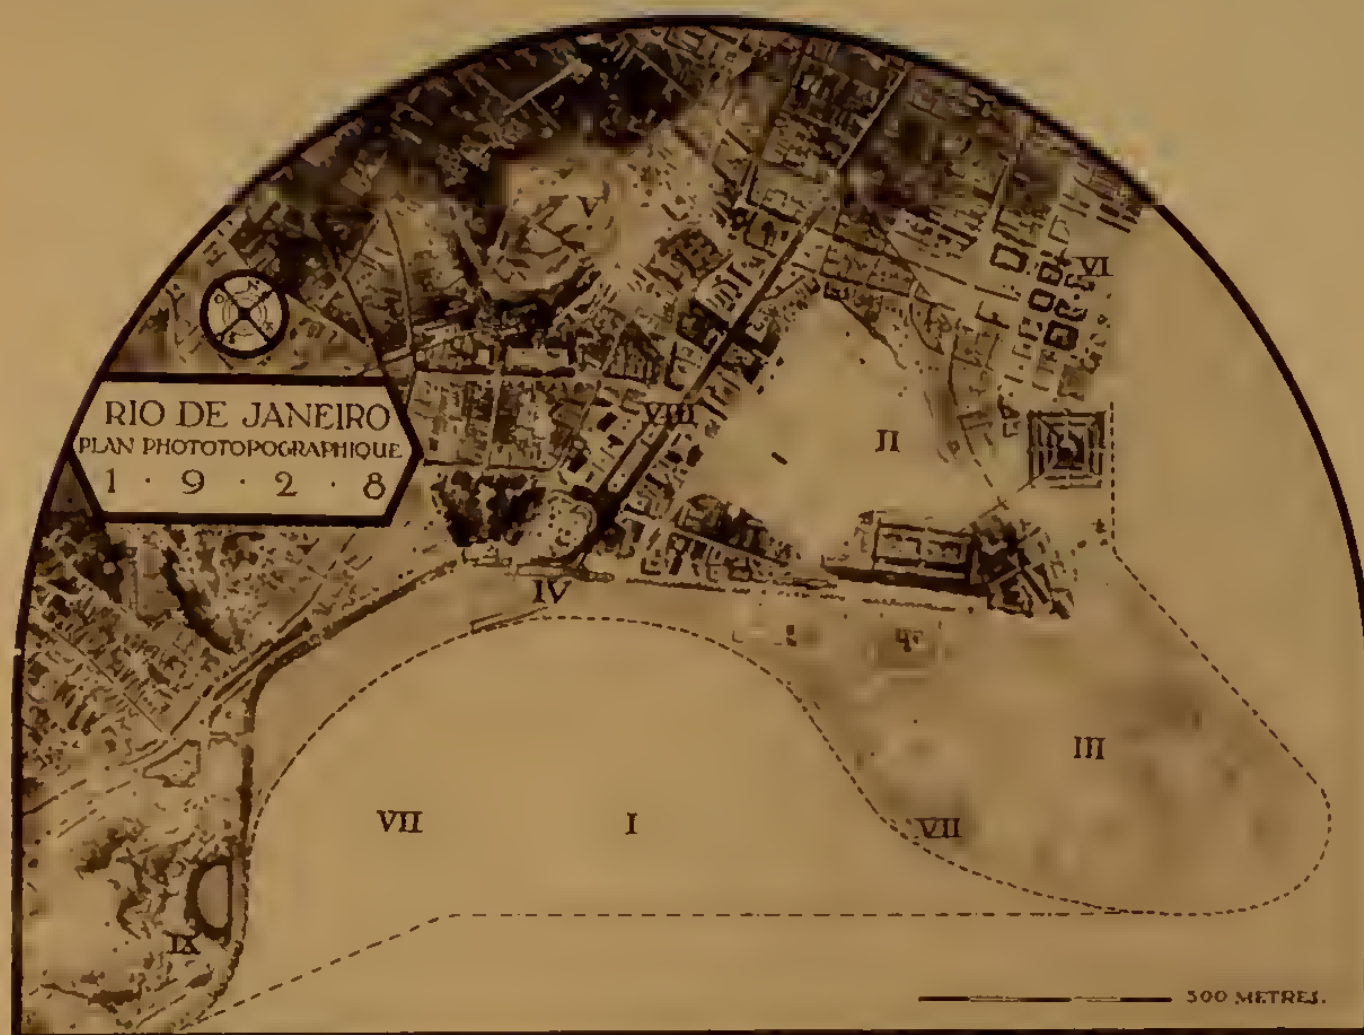 V
VI
N
O
RIO DE JANEIRO
PLAN PHOTOTOPOGRAPHIQUE
1 · 9 · 2 · 8
VIII
II
IV
III
VII
I
VII
IX
500 METRES.